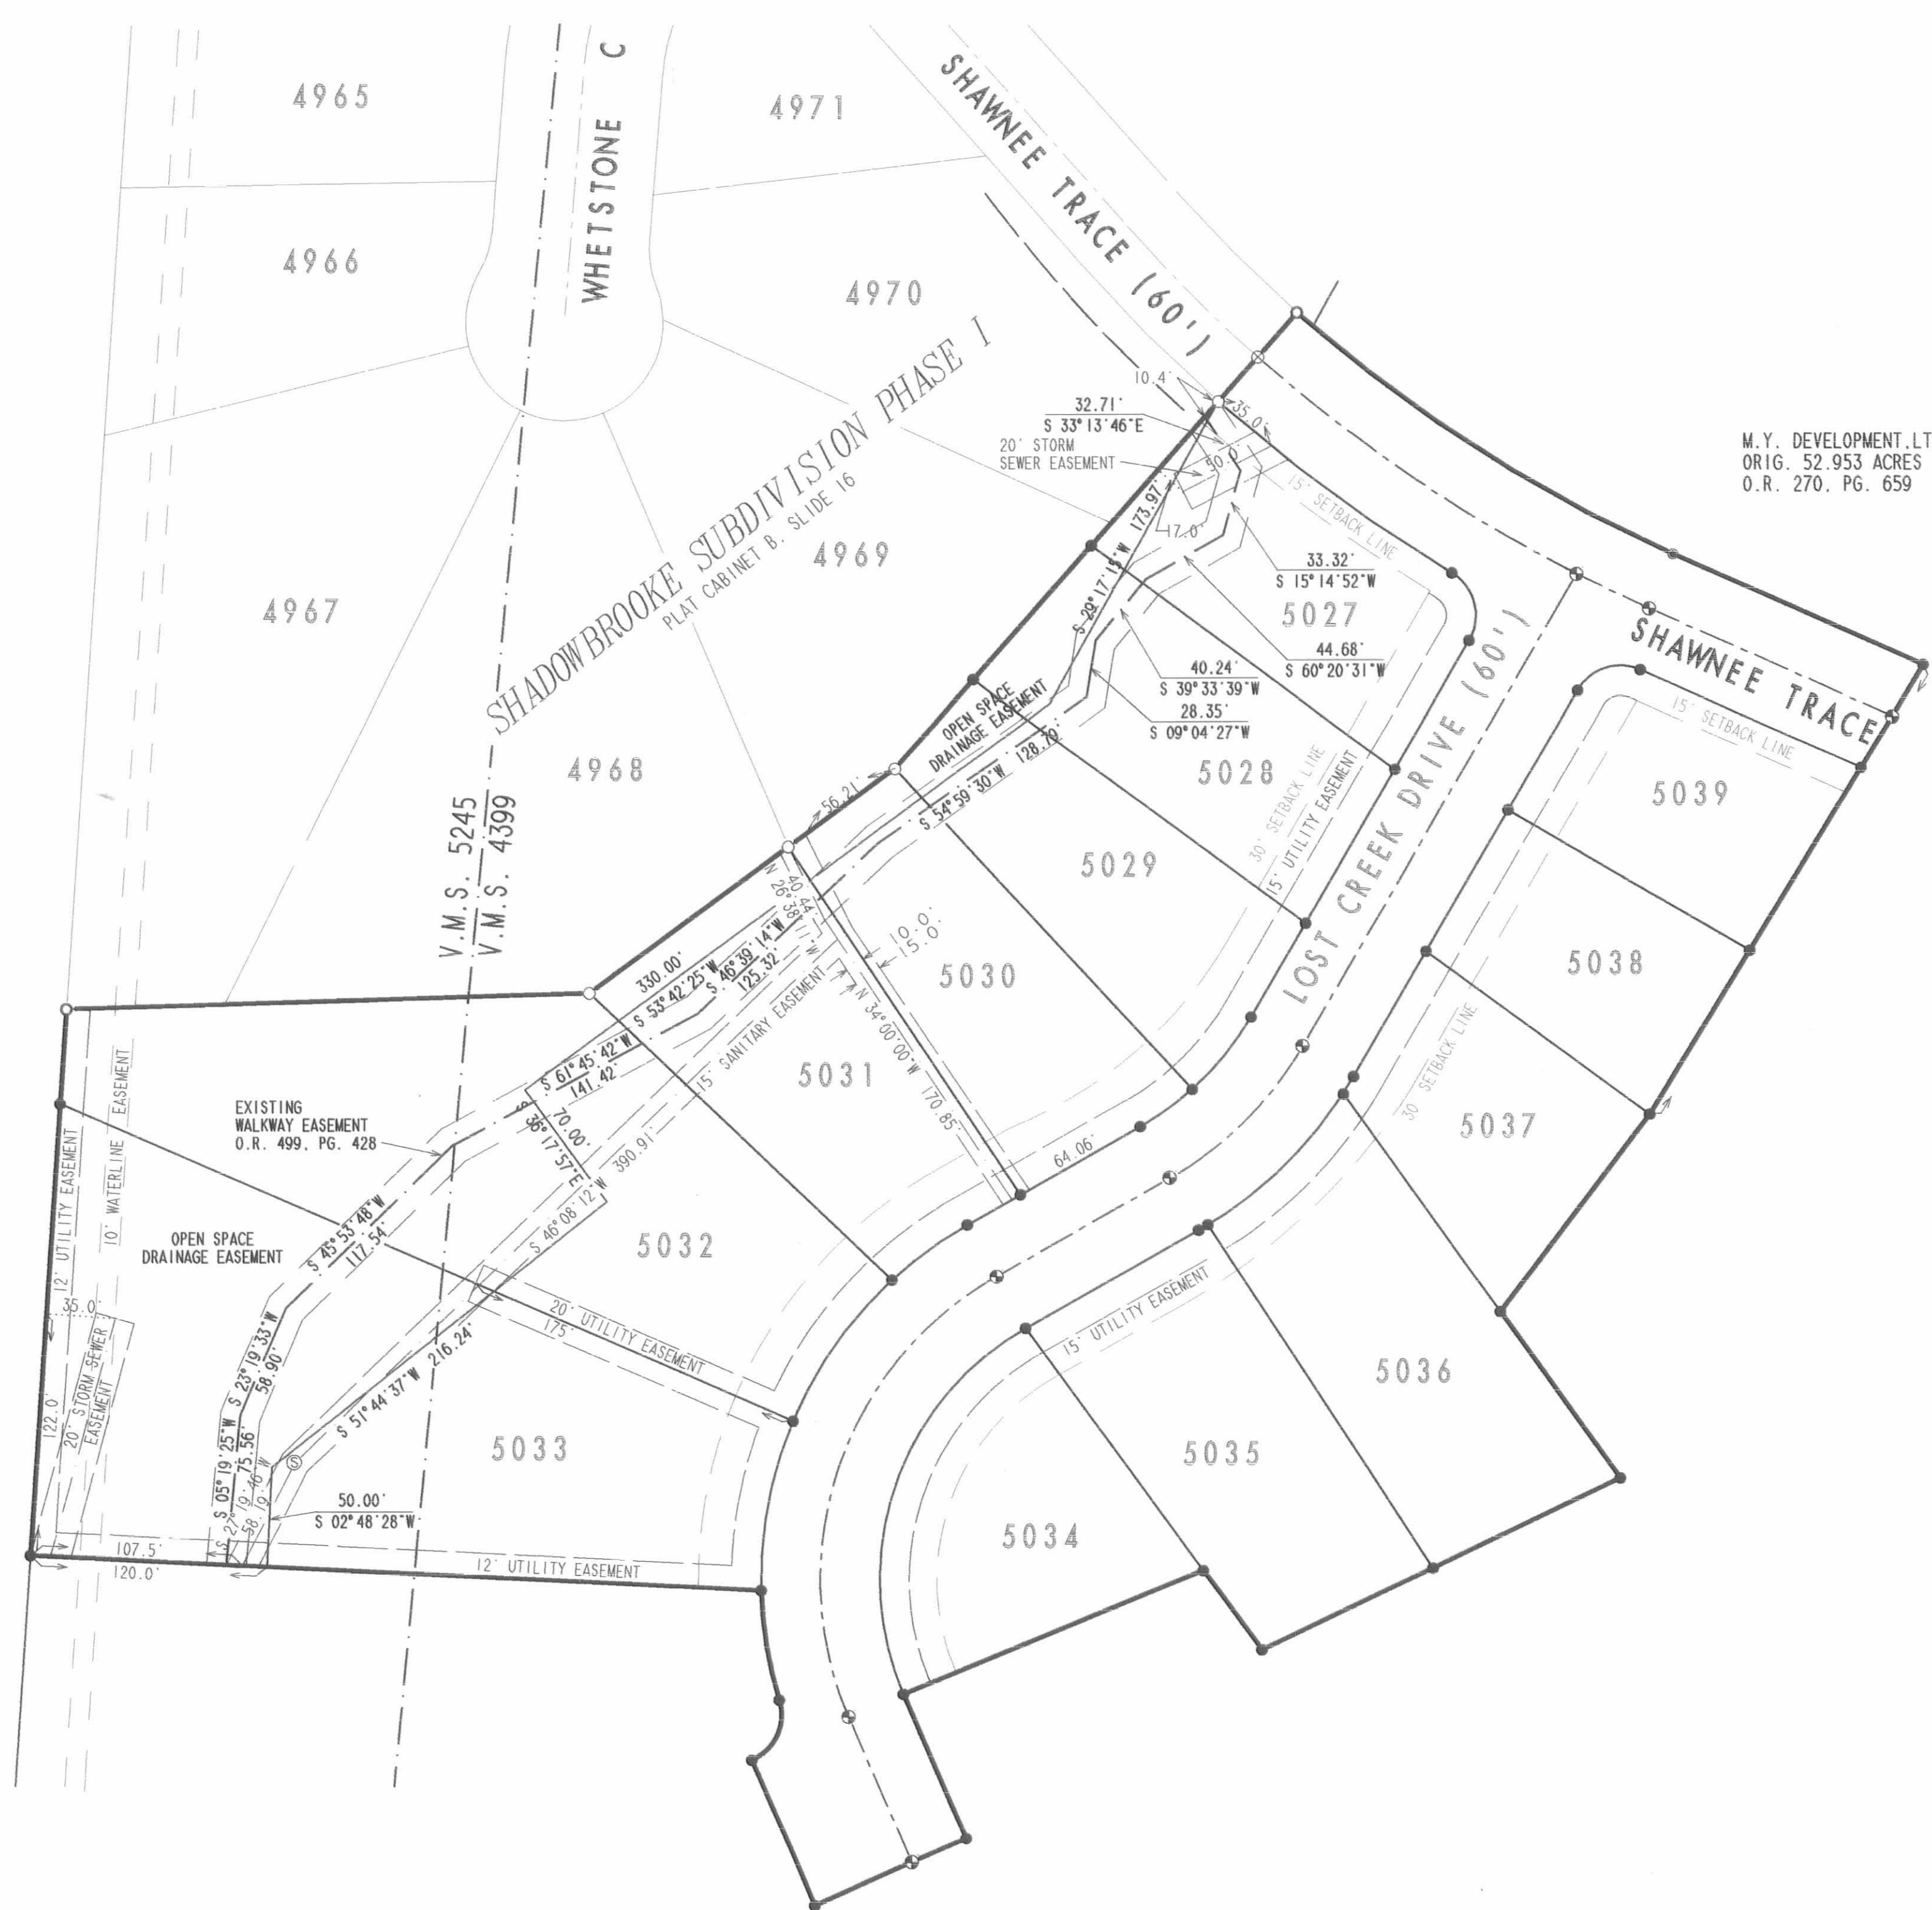 4965
4971
WHETSTONE C
SHAWNEE TRACE (60')
4966
4970
10.4'
32.71'
S 33°13'46"E
20' STORM
SEWER EASEMENT
35.0'
50.0'
17.0'
S 29°17'15"W 173.97'
15' SETBACK LINE
M.Y. DEVELOPMENT,LT
ORIG. 52.953 ACRES
O.R. 270, PG. 659
SHADOWBROOKE SUBDIVISION PHASE I
PLAT CABINET B, SLIDE 16
4969
4967
33.32'
S 15°14'52"W
5027
44.68'
S 60°20'31"W
40.24'
S 39°33'39"W
28.35'
S 09°04'27"W
SHAWNEE TRACE
15' SETBACK LINE
4968
OPEN SPACE
DRAINAGE EASEMENT
S 54°59'30"W 128.79'
5028
5039
30' SETBACK LINE
15' UTILITY EASEMENT
LOST CREEK DRIVE (60')
56.21'
V.M.S. 5245
V.M.S. 4399
5029
40.44'
N 26°38'11"W
10.0'
15.0'
5030
5038
330.00'
S 53°42'25"W
S 46°39'14"W
125.32'
15' SANITARY EASEMENT
N 34°00'00"W 170.85'
S 61°45'42"W
141.42'
5031
30' SETBACK LINE
5037
EXISTING
WALKWAY EASEMENT
O.R. 499, PG. 428
70.00'
S 36°17'57"E
390.91'
S 46°08'12"W
64.06'
12' UTILITY EASEMENT
10' WATERLINE EASEMENT
OPEN SPACE
DRAINAGE EASEMENT
S 45°53'48"W
117.54'
5032
20' UTILITY EASEMENT
175'
15' UTILITY EASEMENT
35.0'
20' STORM SEWER
EASEMENT
122.0'
S 23°19'33"W
58.90'
S 51°44'37"W 216.24'
5036
S 05°19'25"W
75.56'
S 27°19'46"W
58.19'
5033
5035
50.00'
S 02°48'28"W
5034
107.5'
120.0'
12' UTILITY EASEMENT